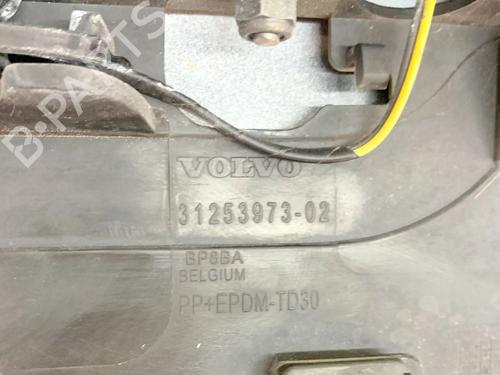 B-PARTS
VOLVO
31253973-02
BP8BA
BELGIUM
PP+EPDM-TD30